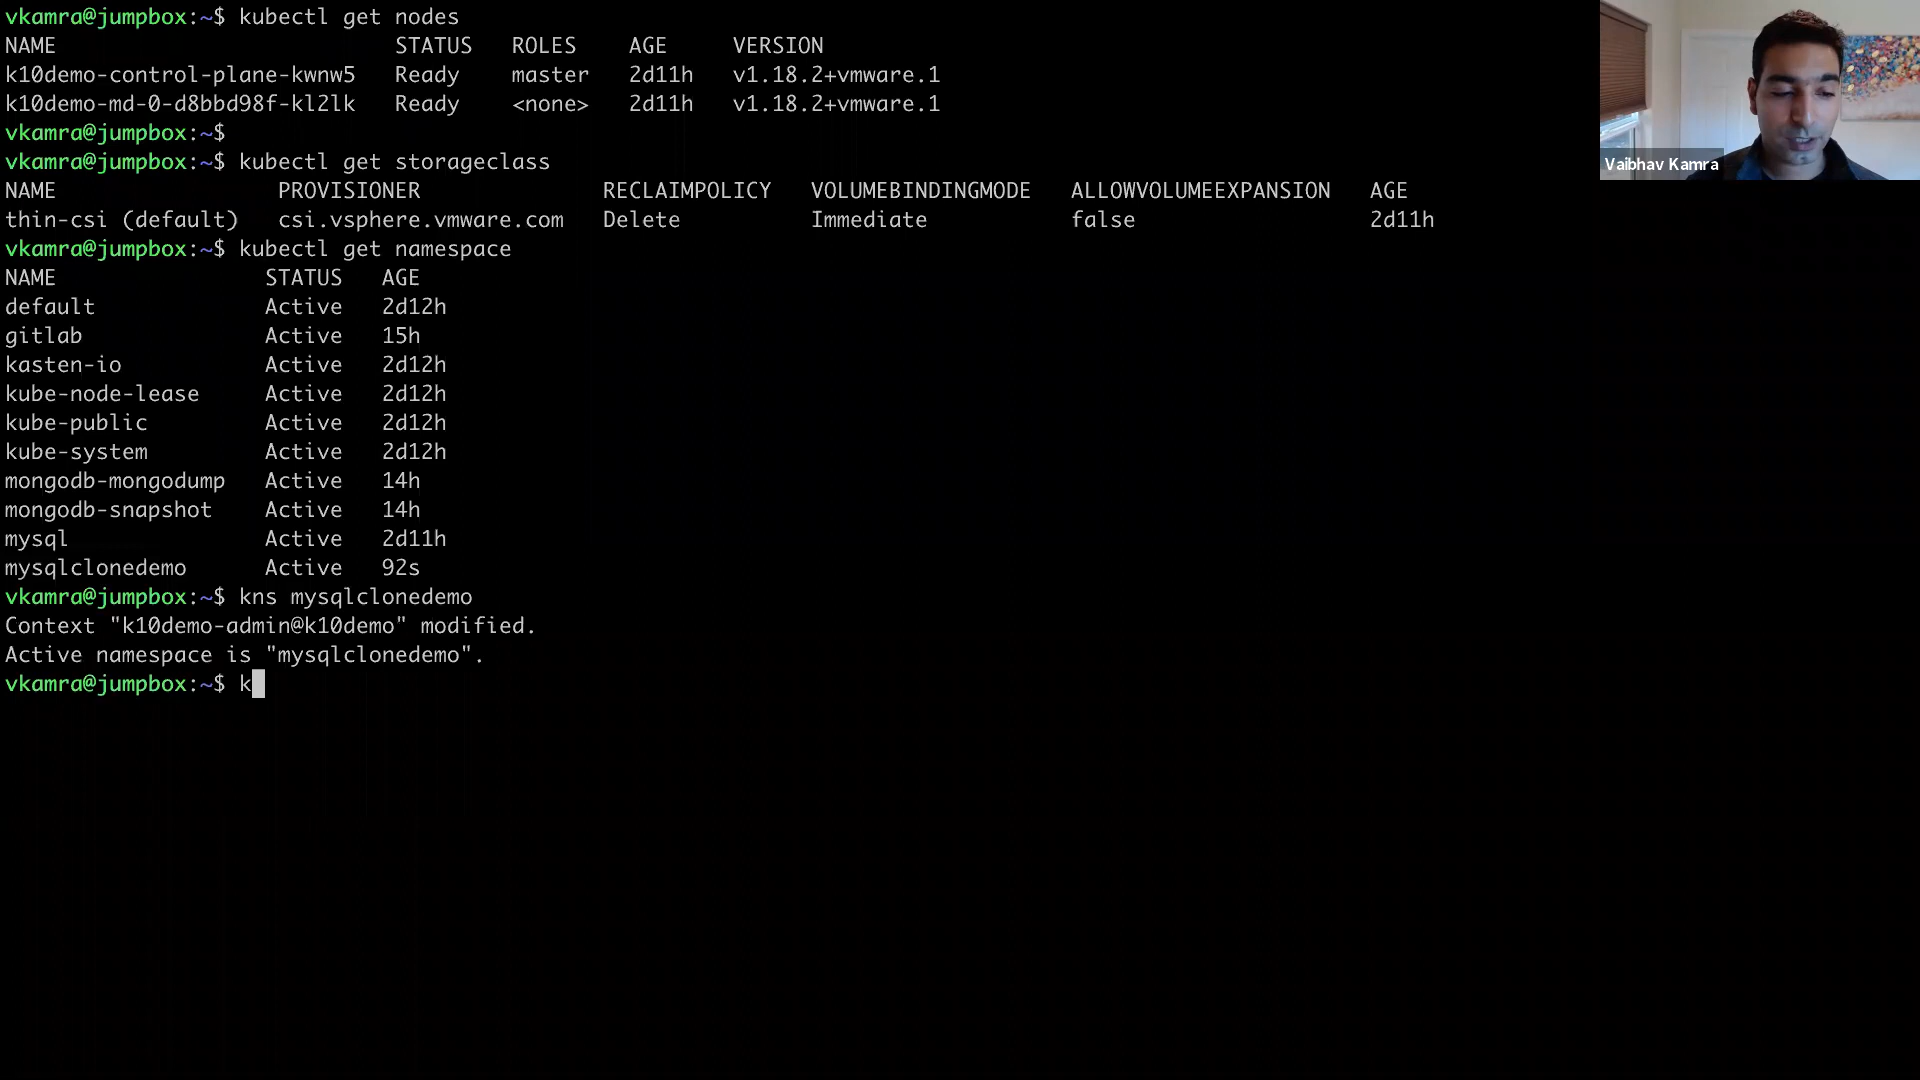 vkamra@jumpbox:~$ kubectl get nodes
NAME STATUS ROLES AGE VERSION
k10demo-control-plane-kwnw5 Ready master 2d11h v1.18.2+vmware.1
k10demo-md-0-d8bbd98f-kl2lk Ready <none> 2d11h v1.18.2+vmware.1
vkamra@jumpbox:~$
vkamra@jumpbox:~$ kubectl get storageclass
NAME PROVISIONER RECLAIMPOLICY VOLUMEBINDINGMODE ALLOWVOLUMEEXPANSION AGE
thin-csi (default) csi.vsphere.vmware.com Delete Immediate false 2d11h
vkamra@jumpbox:~$ kubectl get namespace
NAME STATUS AGE
default Active 2d12h
gitlab Active 15h
kasten-io Active 2d12h
kube-node-lease Active 2d12h
kube-public Active 2d12h
kube-system Active 2d12h
mongodb-mongodump Active 14h
mongodb-snapshot Active 14h
mysql Active 2d11h
mysqlclonedemo Active 92s
vkamra@jumpbox:~$ kns mysqlclonedemo
Context "k10demo-admin@k10demo" modified.
Active namespace is "mysqlclonedemo".
vkamra@jumpbox:~$ k
Vaibhav Kamra